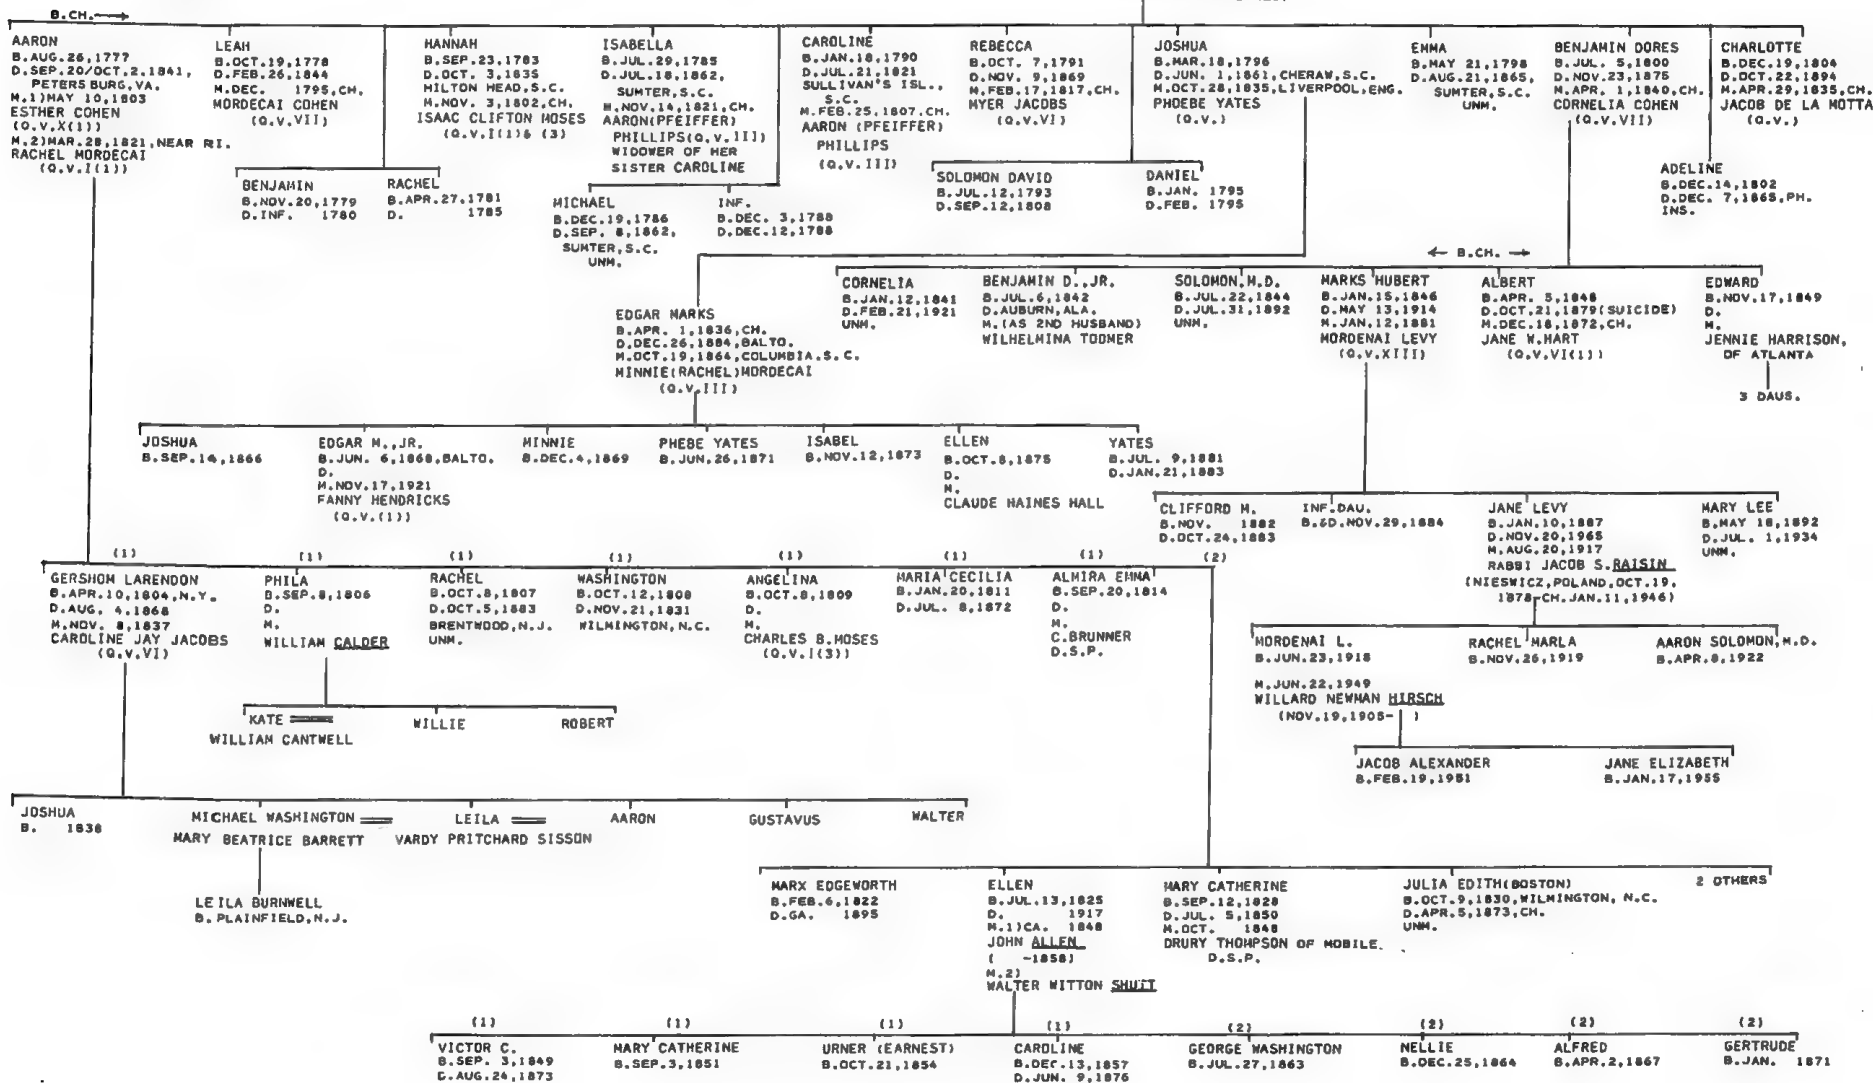 B.CH.→
AARON
B.AUG.26,1777
D.SEP.20/OCT.2.1841,
PETERSBURG,VA.
M.1)MAY 10,1803
ESTHER COHEN
(Q.V.X(1))
M.2)MAR.28,1821,NEAR RI.
RACHEL MORDECAI
(Q.V.I(1))
LEAH
B.OCT.19,1778
D.FEB.26,1844
M.DEC. 1795,CH.
MORDECAI COHEN
(Q.V.VII)
HANNAH
B.SEP.23,1783
D.OCT. 3,1835
HILTON HEAD,S.C.
M.NOV. 3,1802,CH.
ISAAC CLIFTON MOSES
(Q.V.I(1)& (3)
ISABELLA
B.JUL.29,1785
D.JUL.18,1862,
SUMTER,S.C.
M.NOV.14,1821,CH.
AARON(PFEIFFER)
PHILLIPS(Q.V.III)
WIDOWER OF HER
SISTER CAROLINE
CAROLINE
B.JAN.18,1790
D.JUL.21,1821
SULLIVAN'S ISL.,
S.C.
M.FEB.25,1807,CH.
AARON (PFEIFFER)
PHILLIPS
(Q.V.III)
REBECCA
B.OCT. 7,1791
D.NOV. 9,1869
M.FEB.17,1817,CH.
MYER JACOBS
(Q.V.VI)
JOSHUA
B.MAR.18,1796
D.JUN. 1,1861,CHERAW,S.C.
M.OCT.28,1835,LIVERPOOL,ENG.
PHOEBE YATES
(Q.V.)
EMMA
B.MAY 21,1798
D.AUG.21,1865,
SUMTER,S.C.
UNM.
BENJAMIN DORES
B.JUL. 5,1800
D.NOV.23,1875
M.APR. 1,1840,CH.
CORNELIA COHEN
(Q.V.VII)
CHARLOTTE
B.DEC.19,1804
D.OCT.22,1894
M.APR.29,1835,CH.
JACOB DE LA MOTTA
(Q.V.)
BENJAMIN
B.NOV.20,1779
D.INF. 1780
RACHEL
B.APR.27,1781
D. 1785
MICHAEL
B.DEC.19,1786
D.SEP. 8,1862,
SUMTER,S.C.
UNM.
INF.
B.DEC. 3,1788
D.DEC.12,1788
SOLOMON DAVID
B.JUL.12,1793
D.SEP.12,1808
DANIEL
B.JAN. 1795
D.FEB. 1795
ADELINE
B.DEC.14,1802
D.DEC. 7,1865,PH.
INS.
← B.CH. →
EDGAR MARKS
B.APR. 1,1836,CH.
D.DEC.26,1884,BALTO.
M.OCT.19,1864,COLUMBIA,S.C.
MINNIE(RACHEL)MORDECAI
(Q.V.III)
CORNELIA
B.JAN.12,1841
D.FEB.21,1921
UNM.
BENJAMIN D.,JR.
B.JUL.6,1842
D.AUBURN,ALA.
M.(AS 2ND HUSBAND)
WILHELMINA TOOMER
SOLOMON,M.D.
B.JUL.22,1844
D.JUL.31,1892
UNM.
MARKS HUBERT
B.JAN.15,1846
D.MAY 13,1914
M.JAN.12,1881
MORDENAI LEVY
(Q.V.XIII)
ALBERT
B.APR. 5,1848
D.OCT.21,1879(SUICIDE)
M.DEC.18,1872,CH.
JANE W.HART
(Q.V.VI(1))
EDWARD
B.NOV.17,1849
D.
M.
JENNIE HARRISON,
OF ATLANTA
3 DAUS.
JOSHUA
B.SEP.14,1866
EDGAR M.,JR.
B.JUN. 6,1868,BALTO.
D.
M.NOV.17,1921
FANNY HENDRICKS
(Q.V.(1))
MINNIE
B.DEC.4,1869
PHEBE YATES
B.JUN.26,1871
ISABEL
B.NOV.12,1873
ELLEN
B.OCT.8,1875
D.
M.
CLAUDE HAINES HALL
YATES
B.JUL. 9,1881
D.JAN.21,1883
CLIFFORD M.
B.NOV. 1882
D.OCT.24,1883
INF.DAU.
B.&D.NOV.29,1884
JANE LEVY
B.JAN.10,1887
D.NOV.20,1965
M.AUG.20,1917
RABBI JACOB S.RAISIN
(NIESWICZ,POLAND,OCT.19,
1878-CH.JAN.11,1946)
MARY LEE
B.MAY 18,1892
D.JUL. 1,1934
UNM.
(1) (1) (1) (1) (1) (1) (1) (2)
GERSHOM LARENDON
B.APR.10,1804,N.Y.
D.AUG. 4,1868
M.NOV. 8,1837
CAROLINE JAY JACOBS
(Q.V.VI)
PHILA
B.SEP.8,1806
D.
M.
WILLIAM CALDER
RACHEL
B.OCT.8,1807
D.OCT.5,1883
BRENTWOOD,N.J.
UNM.
WASHINGTON
B.OCT.12,1808
D.NOV.21,1831
WILMINGTON,N.C.
ANGELINA
B.OCT.8,1809
D.
M.
CHARLES B.MOSES
(Q.V.I(3))
MARIA CECILIA
B.JAN.20,1811
D.JUL. 8,1872
ALMIRA EMMA
B.SEP.20,1814
D.
M.
C.BRUNNER
D.S.P.
MORDENAI L.
B.JUN.23,1918
M.JUN.22,1949
WILLARD NEWMAN HIRSCH
(NOV.19,1905- )
RACHEL MARLA
B.NOV.26,1919
AARON SOLOMON,M.D.
B.APR.8,1922
KATE
WILLIAM CANTWELL
WILLIE
ROBERT
JACOB ALEXANDER
B.FEB.19,1951
JANE ELIZABETH
B.JAN.17,1955
JOSHUA
B. 1838
MICHAEL WASHINGTON
MARY BEATRICE BARRETT
LEILA
VARDY PRITCHARD SISSON
AARON
GUSTAVUS
WALTER
LEILA BURNWELL
B.PLAINFIELD,N.J.
MARX EDGEWORTH
B.FEB.6,1822
D.GA. 1895
ELLEN
B.JUL.13,1825
D. 1917
M.1)CA. 1848
JOHN ALLEN
( -1858)
M.2)
WALTER WITTON SHUTT
MARY CATHERINE
B.SEP.12,1828
D.JUL. 5,1850
M.OCT. 1848
DRURY THOMPSON OF MOBILE.
D.S.P.
JULIA EDITH(BOSTON)
B.OCT.9,1830,WILMINGTON, N.C.
D.APR.5,1873,CH.
UNM.
2 OTHERS
(1) (1) (1) (1) (2) (2) (2) (2)
VICTOR C.
B.SEP. 3,1849
D.AUG.24,1873
MARY CATHERINE
B.SEP.3,1851
URNER (EARNEST)
B.OCT.21,1854
CAROLINE
B.DEC.13,1857
D.JUN. 9,1876
GEORGE WASHINGTON
B.JUL.27,1863
NELLIE
B.DEC.25,1864
ALFRED
B.APR.2,1867
GERTRUDE
B.JAN. 1871